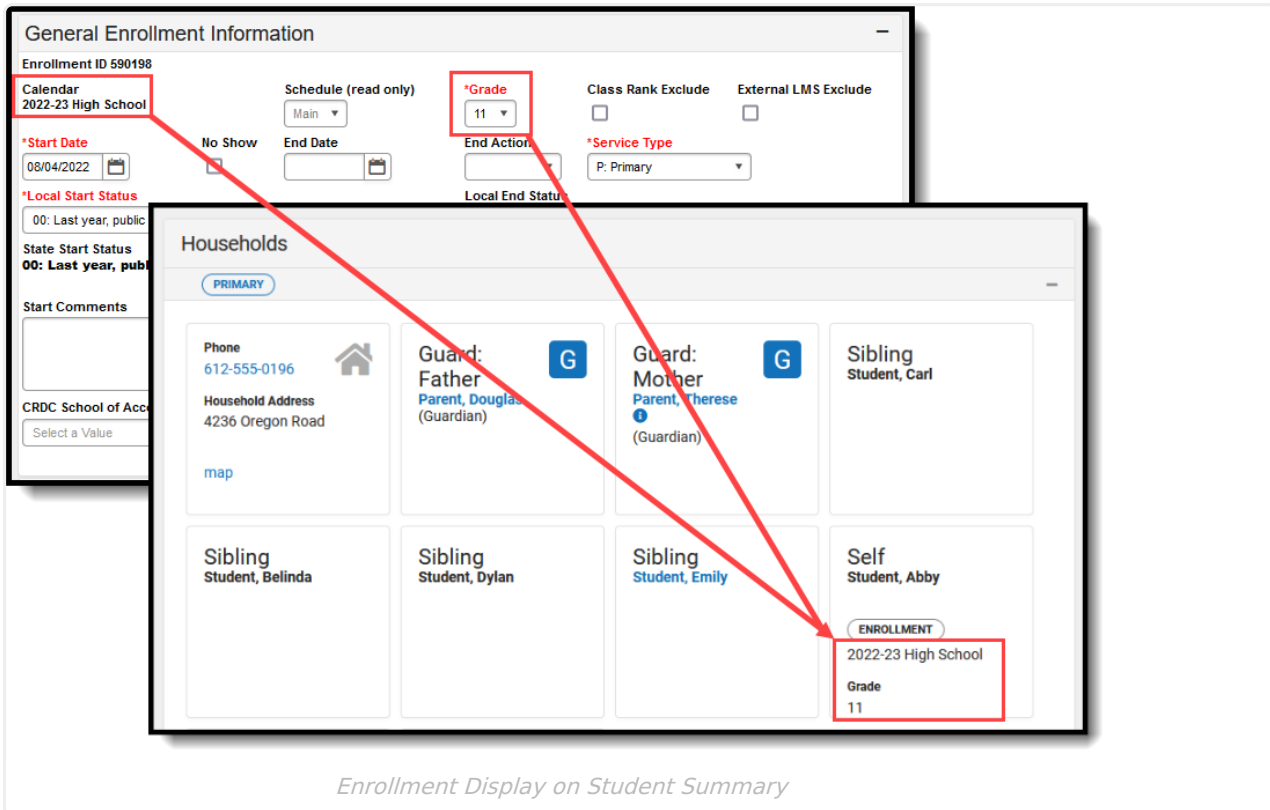 General Enrollment Information
Enrollment ID 590198
Calendar
2022-23 High School
Schedule (read only)
Main
*Grade
11
Class Rank Exclude
External LMS Exclude
*Start Date
08/04/2022
No Show
End Date
End Action
*Service Type
P: Primary
*Local Start Status
00: Last year, public
Local End Status
State Start Status
00: Last year, publ
Start Comments
CRDC School of Acco
Select a Value
Households
PRIMARY
Phone
612-555-0196
Household Address
4236 Oregon Road
map
Guard:
Father
G
Parent, Douglas
(Guardian)
Guard:
Mother
G
Parent, Therese
(Guardian)
Sibling
Student, Carl
Sibling
Student, Belinda
Sibling
Student, Dylan
Sibling
Student, Emily
Self
Student, Abby
ENROLLMENT
2022-23 High School
Grade
11
Enrollment Display on Student Summary